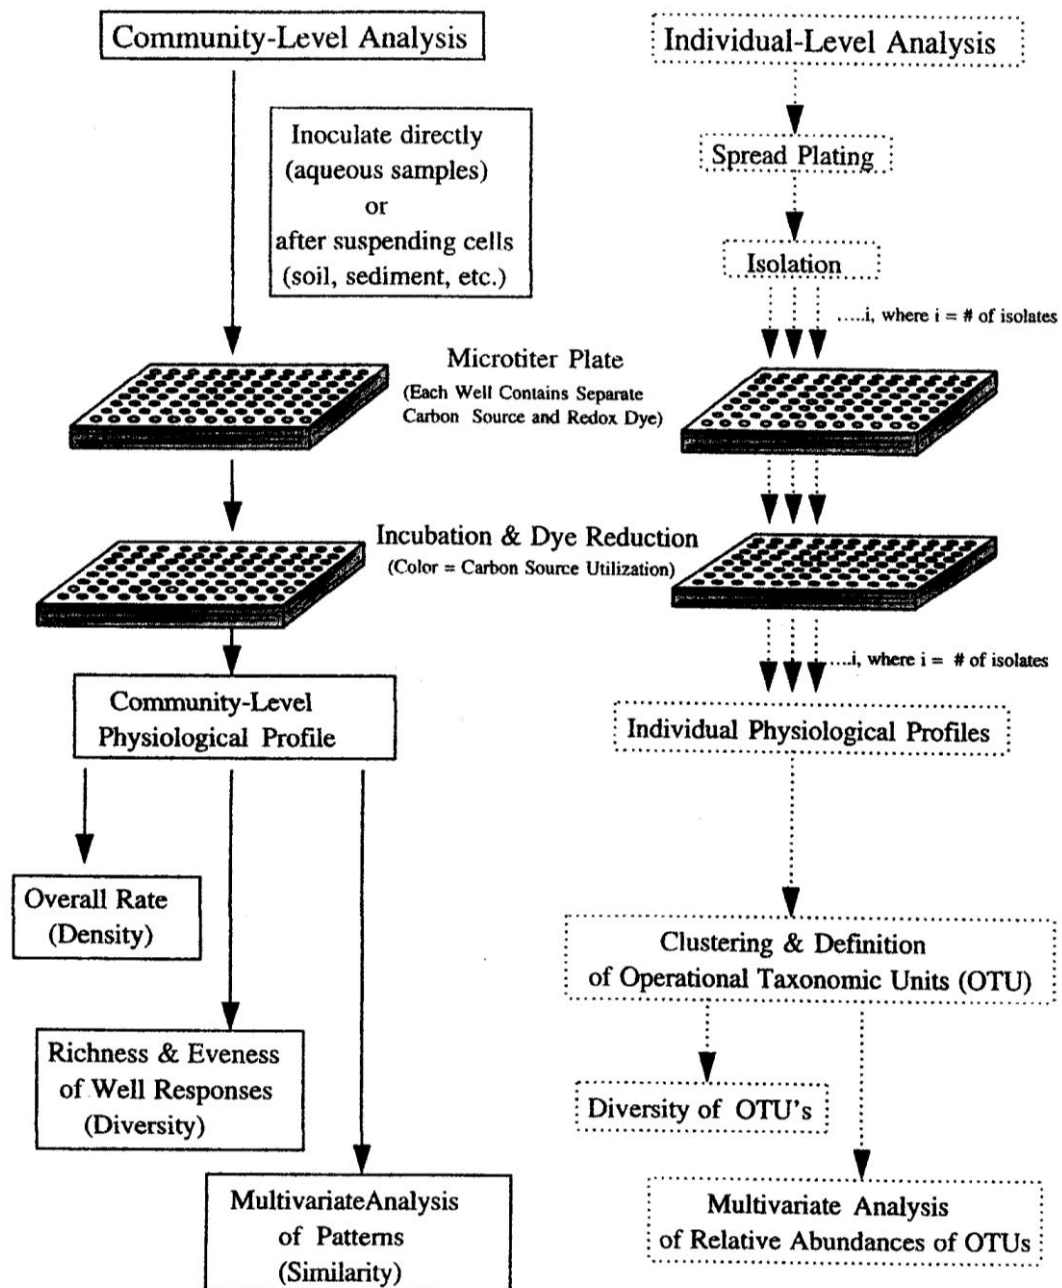 Community-Level Analysis
Inoculate directly
(aqueous samples)
or
after suspending cells
(soil, sediment, etc.)
Individual-Level Analysis
Spread Plating
Isolation
.....i, where i = # of isolates
Microtiter Plate
(Each Well Contains Separate
Carbon Source and Redox Dye)
Incubation & Dye Reduction
(Color = Carbon Source Utilization)
.....i, where i = # of isolates
Community-Level
Physiological Profile
Overall Rate
(Density)
Richness & Eveness
of Well Responses
(Diversity)
MultivariateAnalysis
of Patterns
(Similarity)
Individual Physiological Profiles
Clustering & Definition
of Operational Taxonomic Units (OTU)
Diversity of OTU's
Multivariate Analysis
of Relative Abundances of OTUs